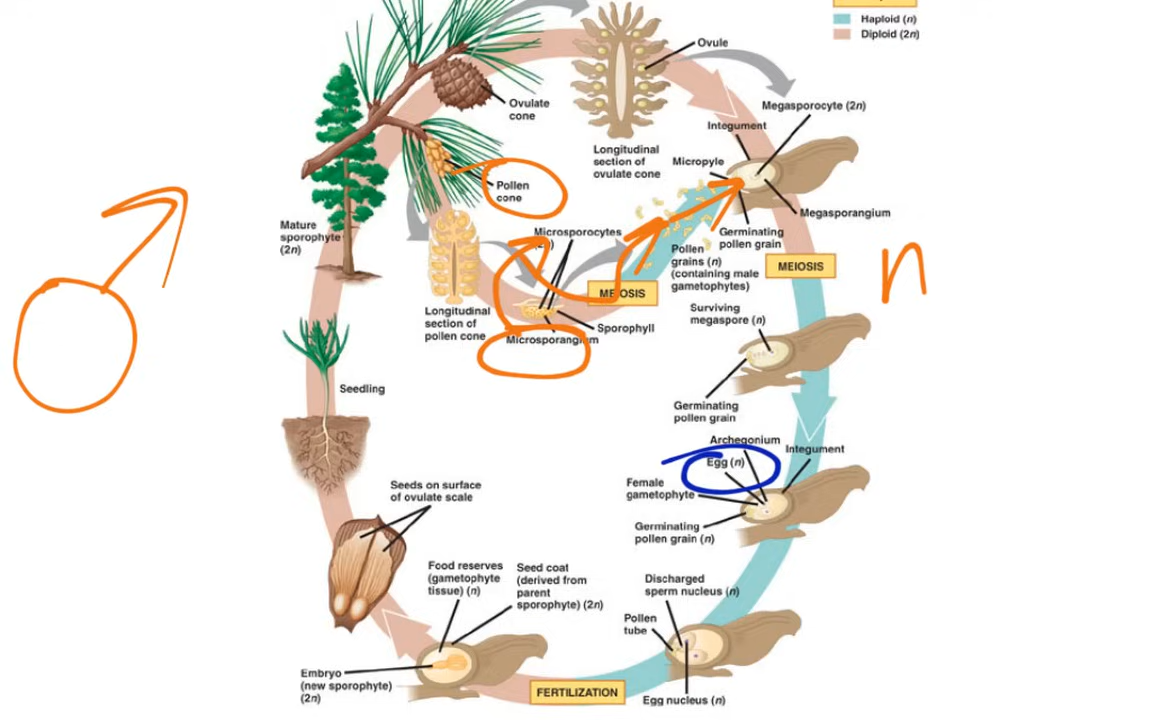 Haploid (n)
Diploid (2n)
Ovule
Ovulate
cone
Megasporocyte (2n)
Integument
Longitudinal
section of
ovulate cone
Micropyle
Pollen
cone
Megasporangium
Mature
sporophyte
(2n)
Microsporocytes
Germinating
pollen grain
Pollen
grains (n)
(containing male
gametophytes)
MEIOSIS
n
MEIOSIS
Longitudinal
section of
pollen cone
Sporophyll
Microsporangium
Surviving
megaspore (n)
Seedling
Germinating
pollen grain
Archegonium
Egg (n)
Integument
Female
gametophyte
Seeds on surface
of ovulate scale
Germinating
pollen grain (n)
Food reserves
(gametophyte
tissue) (n)
Seed coat
(derived from
parent
sporophyte) (2n)
Discharged
sperm nucleus (n)
Pollen
tube
Embryo
(new sporophyte)
(2n)
FERTILIZATION
Egg nucleus (n)